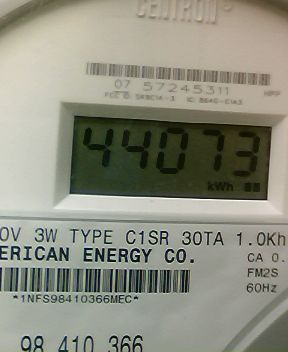 CENTRON®
07 57245311
44073
kWh
0V 3W TYPE C1SR 30TA 1.0Kh
ERICAN ENERGY CO.
CA 0.
FM2S
60Hz
*1NFS98410366MEC*
98 410 366